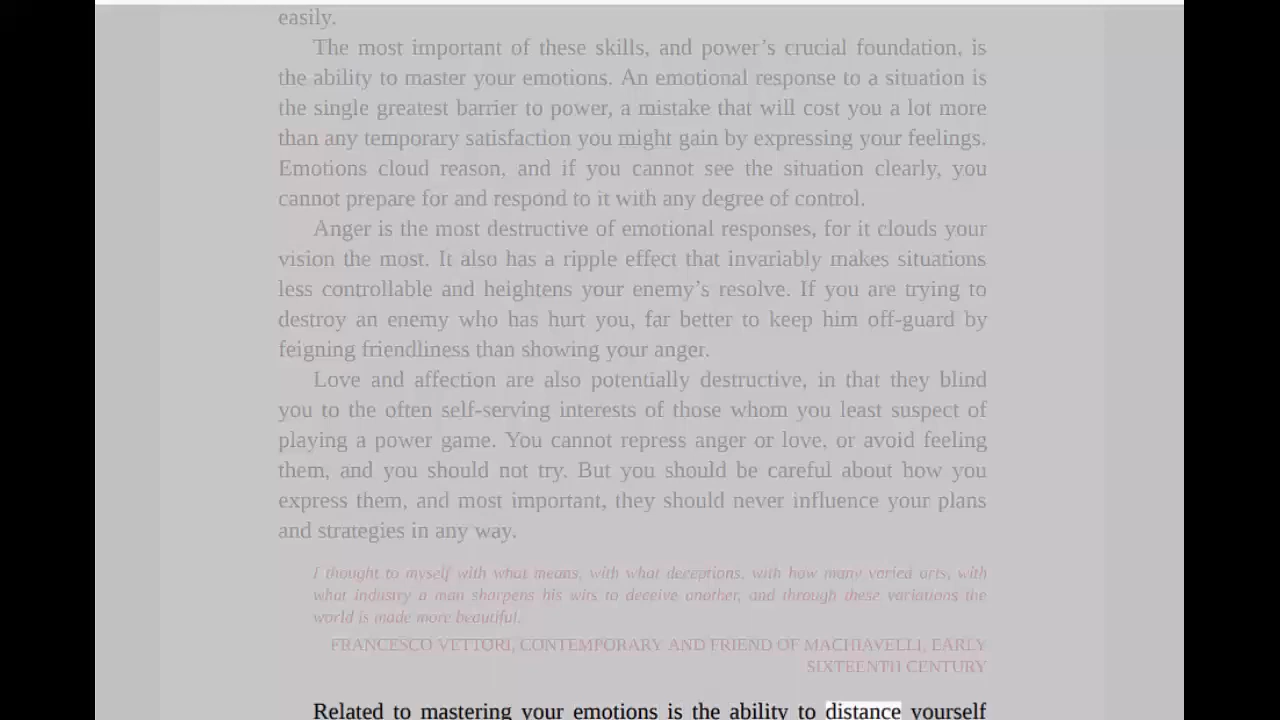 easily.
The most important of these skills, and power’s crucial foundation, is
the ability to master your emotions. An emotional response to a situation is
the single greatest barrier to power, a mistake that will cost you a lot more
than any temporary satisfaction you might gain by expressing your feelings.
Emotions cloud reason, and if you cannot see the situation clearly, you
cannot prepare for and respond to it with any degree of control.
Anger is the most destructive of emotional responses, for it clouds your
vision the most. It also has a ripple effect that invariably makes situations
less controllable and heightens your enemy’s resolve. If you are trying to
destroy an enemy who has hurt you, far better to keep him off-guard by
feigning friendliness than showing your anger.
Love and affection are also potentially destructive, in that they blind
you to the often self-serving interests of those whom you least suspect of
playing a power game. You cannot repress anger or love, or avoid feeling
them, and you should not try. But you should be careful about how you
express them, and most important, they should never influence your plans
and strategies in any way.
I thought to myself with what means, with what deceptions, with how many varied arts, with
what industry a man sharpens his wits to deceive another, and through these variations the
world is made more beautiful.
FRANCESCO VETTORI, CONTEMPORARY AND FRIEND OF MACHIAVELLI, EARLY
SIXTEENTH CENTURY
Related to mastering your emotions is the ability to distance yourself